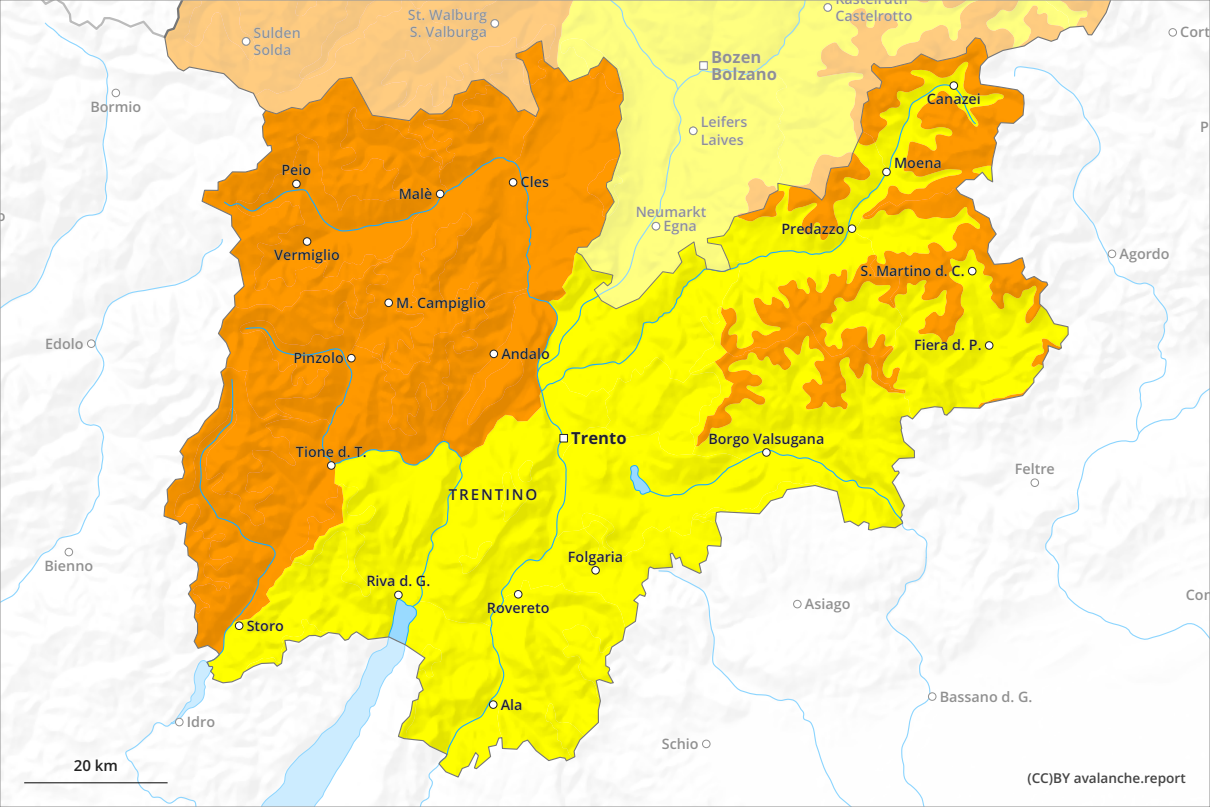 Kastelruth
Castelrotto
St. Walburg
S. Valburga
Sulden
Solda
Bozen
Bolzano
Bormio
Canazei
Leifers
Laives
Moena
Peio
Malè
Cles
Neumarkt
Egna
Predazzo
Vermiglio
Agordo
S. Martino d. C.
M. Campiglio
Edolo
Pinzolo
Andalo
Fiera d. P.
Trento
Borgo Valsugana
Tione d. T.
Feltre
TRENTINO
Bienno
Folgaria
Riva d. G.
Rovereto
Asiago
Storo
Bassano d. G.
Ala
Idro
Schio
20 km
(CC)BY avalanche.report